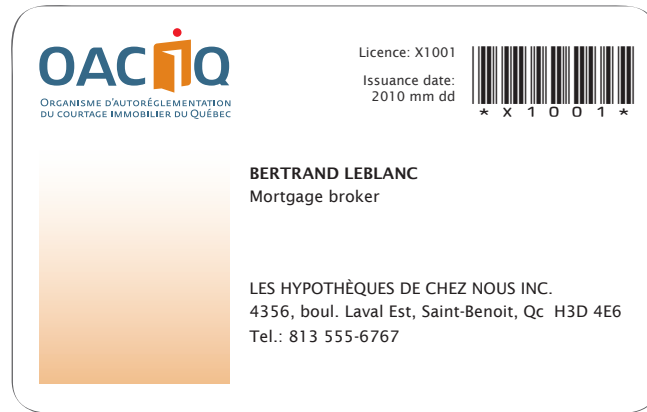 OACIQ
ORGANISME D'AUTORÉGLEMENTATION
DU COURTAGE IMMOBILIER DU QUÉBEC
Licence: X1001
Issuance date:
2010 mm dd
*X1001*
BERTRAND LEBLANC
Mortgage broker
LES HYPOTHÈQUES DE CHEZ NOUS INC.
4356, boul. Laval Est, Saint-Benoit, Qc H3D 4E6
Tel.: 813 555-6767